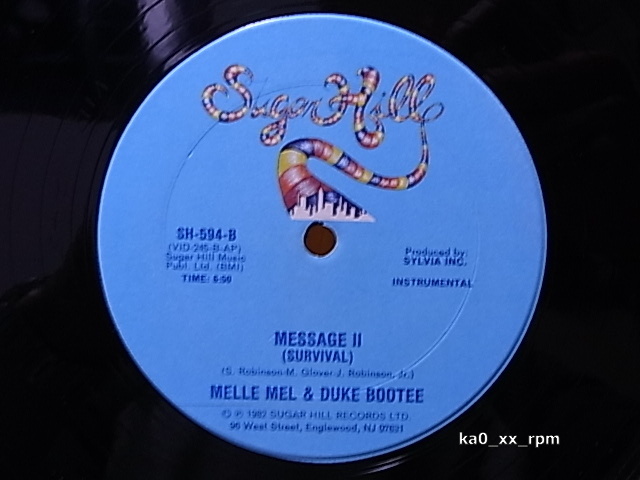 Sugar Hill
SH-594-B
(VID-245-B-AP)
Sugar Hill Music
Publ. Ltd. (BMI)
TIME: 6:50
Produced by:
SYLVIA INC.
INSTRUMENTAL
MESSAGE II
(SURVIVAL)
(S. Robinson-M. Glover-J. Robinson, Jr.)
MELLE MEL & DUKE BOOTEE
© ℗ 1982 SUGAR HILL RECORDS LTD.
96 West Street, Englewood, NJ 07631
ka0_xx_rpm